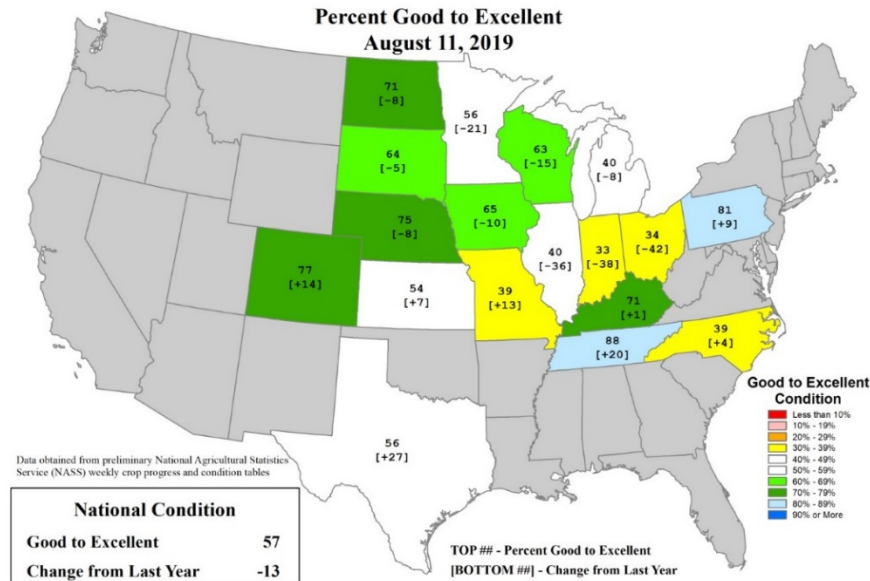 Percent Good to Excellent
August 11, 2019
71
[-8]
56
[-21]
64
[-5]
63
[-15]
40
[-8]
75
[-8]
65
[-10]
81
[+9]
77
[+14]
54
[+7]
39
[+13]
40
[-36]
33
[-38]
34
[-42]
71
[+1]
88
[+20]
39
[+4]
56
[+27]
Good to Excellent
Condition
Less than 10%
10% - 19%
20% - 29%
30% - 39%
40% - 49%
50% - 59%
60% - 69%
70% - 79%
80% - 89%
90% or More
Data obtained from preliminary National Agricultural Statistics
Service (NASS) weekly crop progress and condition tables
National Condition
Good to Excellent 57
Change from Last Year -13
TOP ## - Percent Good to Excellent
[BOTTOM ##] - Change from Last Year